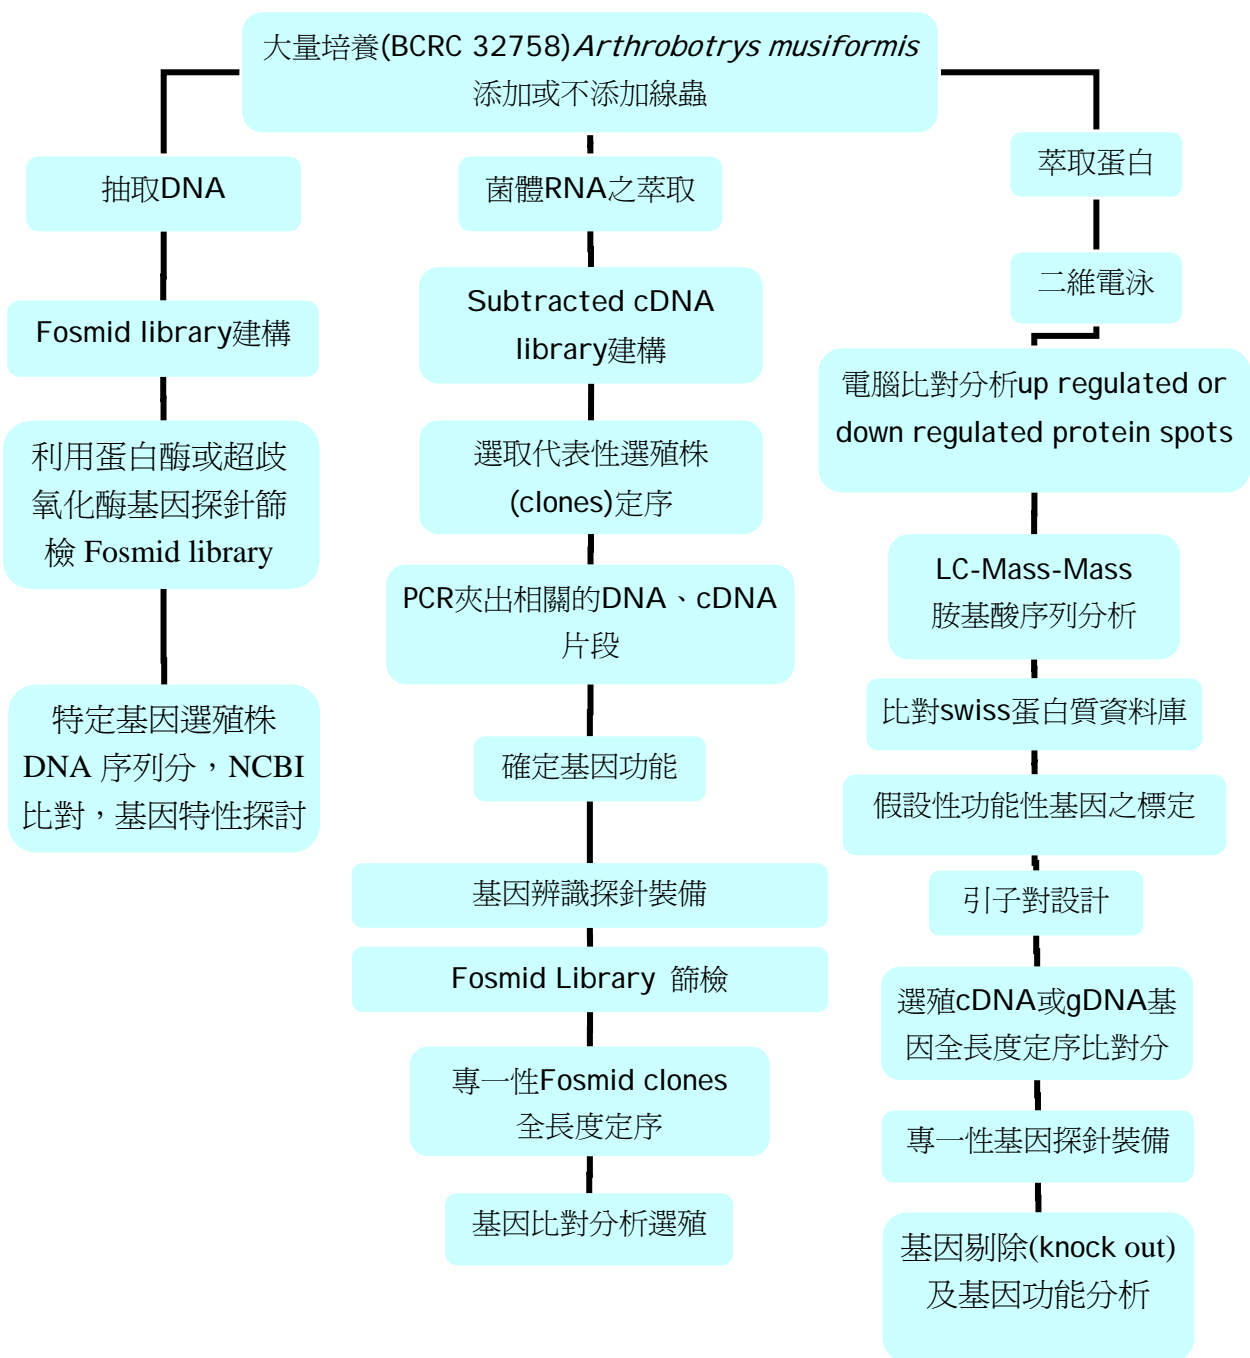 大量培養(BCRC 32758)Arthrobotrys musiformis
添加或不添加線蟲
抽取DNA
Fosmid library建構
利用蛋白酶或超歧
氧化酶基因探針篩
檢 Fosmid library
特定基因選殖株
DNA 序列分，NCBI
比對，基因特性探討
菌體RNA之萃取
Subtracted cDNA
library建構
選取代表性選殖株
(clones)定序
PCR夾出相關的DNA、cDNA
片段
確定基因功能
基因辨識探針裝備
Fosmid Library 篩檢
專一性Fosmid clones
全長度定序
基因比對分析選殖
萃取蛋白
二維電泳
電腦比對分析up regulated or
down regulated protein spots
LC-Mass-Mass
胺基酸序列分析
比對swiss蛋白質資料庫
假設性功能性基因之標定
引子對設計
選殖cDNA或gDNA基
因全長度定序比對分
專一性基因探針裝備
基因剔除(knock out)
及基因功能分析